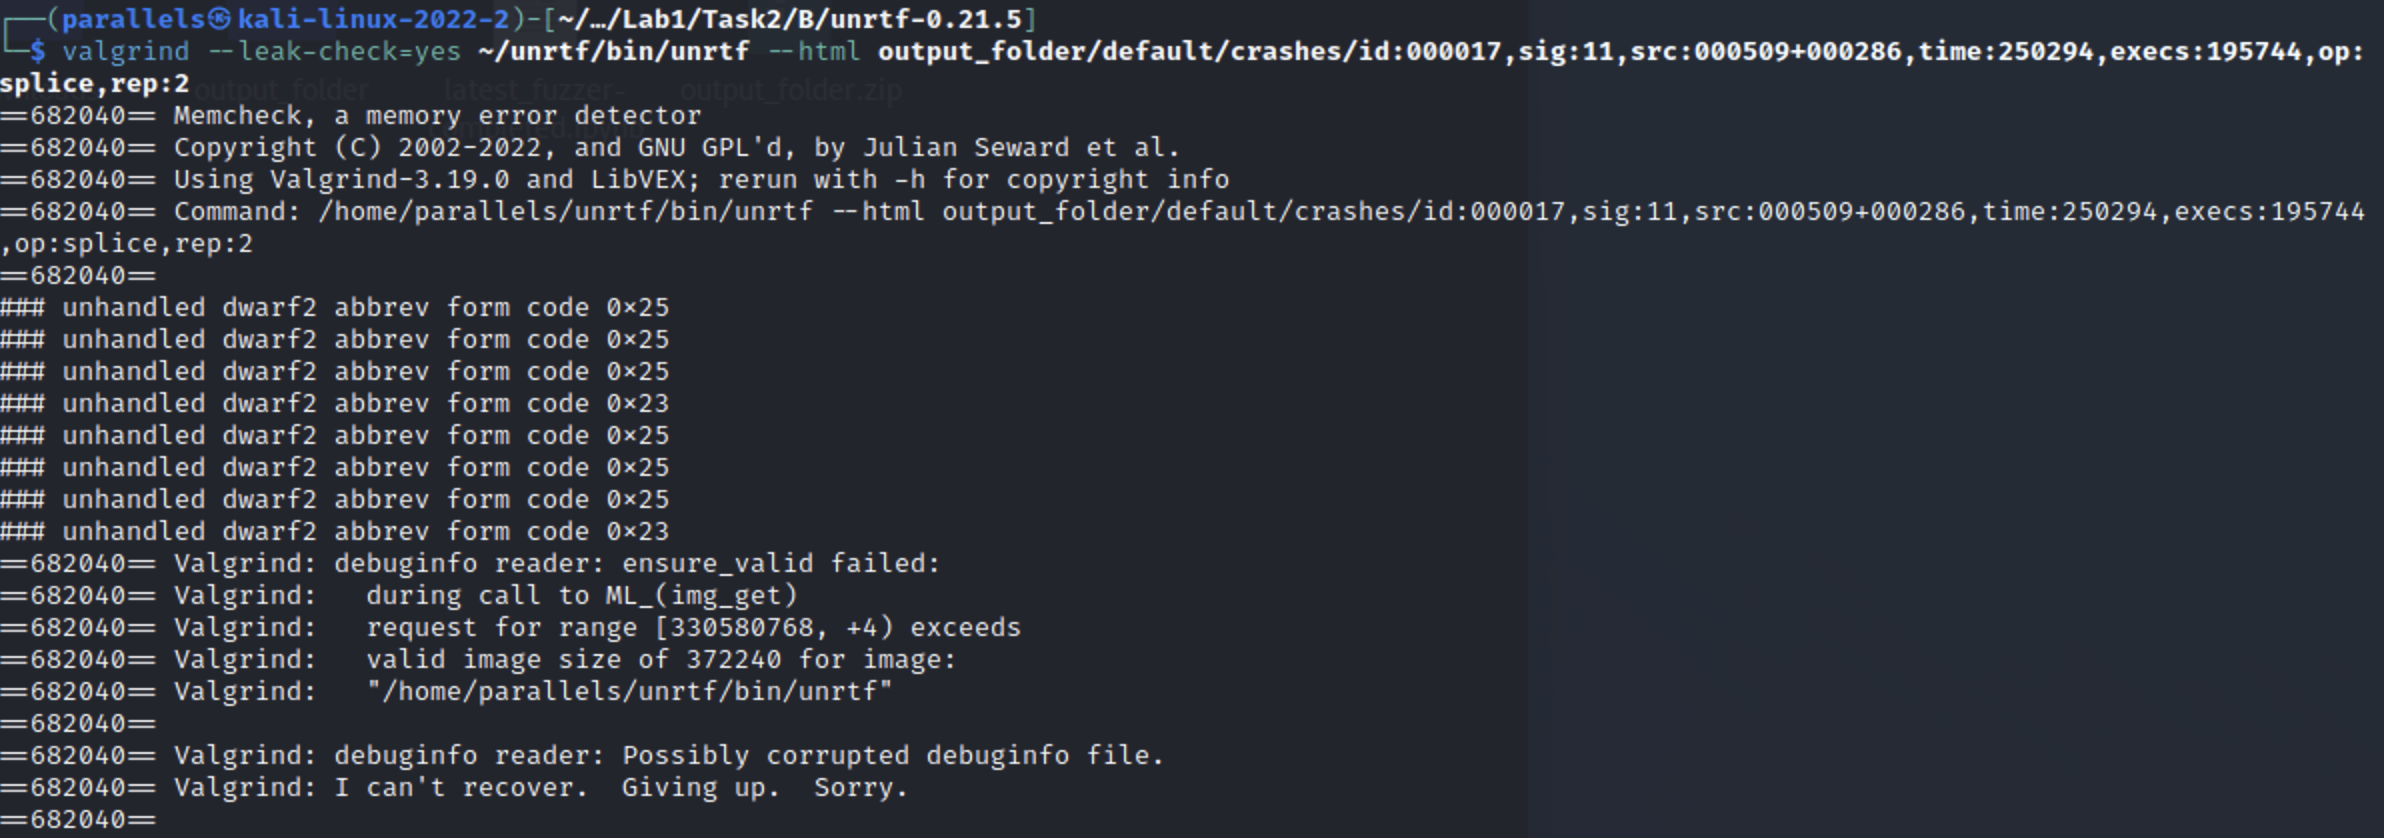 ┌──(parallels㉿kali-linux-2022-2)-[~/…/Lab1/Task2/B/unrtf-0.21.5]
└─$ valgrind --leak-check=yes ~/unrtf/bin/unrtf --html output_folder/default/crashes/id:000017,sig:11,src:000509+000286,time:250294,execs:195744,op:
splice,rep:2
output_folder latest_fuzzer- output_folder.zip
==682040== Memcheck, a memory error detector
==682040== Copyright (C) 2002-2022, and GNU GPL'd, by Julian Seward et al.
==682040== Using Valgrind-3.19.0 and LibVEX; rerun with -h for copyright info
==682040== Command: /home/parallels/unrtf/bin/unrtf --html output_folder/default/crashes/id:000017,sig:11,src:000509+000286,time:250294,execs:195744
,op:splice,rep:2
==682040==
### unhandled dwarf2 abbrev form code 0×25
### unhandled dwarf2 abbrev form code 0×25
### unhandled dwarf2 abbrev form code 0×25
### unhandled dwarf2 abbrev form code 0×23
### unhandled dwarf2 abbrev form code 0×25
### unhandled dwarf2 abbrev form code 0×25
### unhandled dwarf2 abbrev form code 0×25
### unhandled dwarf2 abbrev form code 0×23
==682040== Valgrind: debuginfo reader: ensure_valid failed:
==682040== Valgrind:   during call to ML_(img_get)
==682040== Valgrind:   request for range [330580768, +4) exceeds
==682040== Valgrind:   valid image size of 372240 for image:
==682040== Valgrind:   "/home/parallels/unrtf/bin/unrtf"
==682040==
==682040== Valgrind: debuginfo reader: Possibly corrupted debuginfo file.
==682040== Valgrind: I can't recover.  Giving up.  Sorry.
==682040==